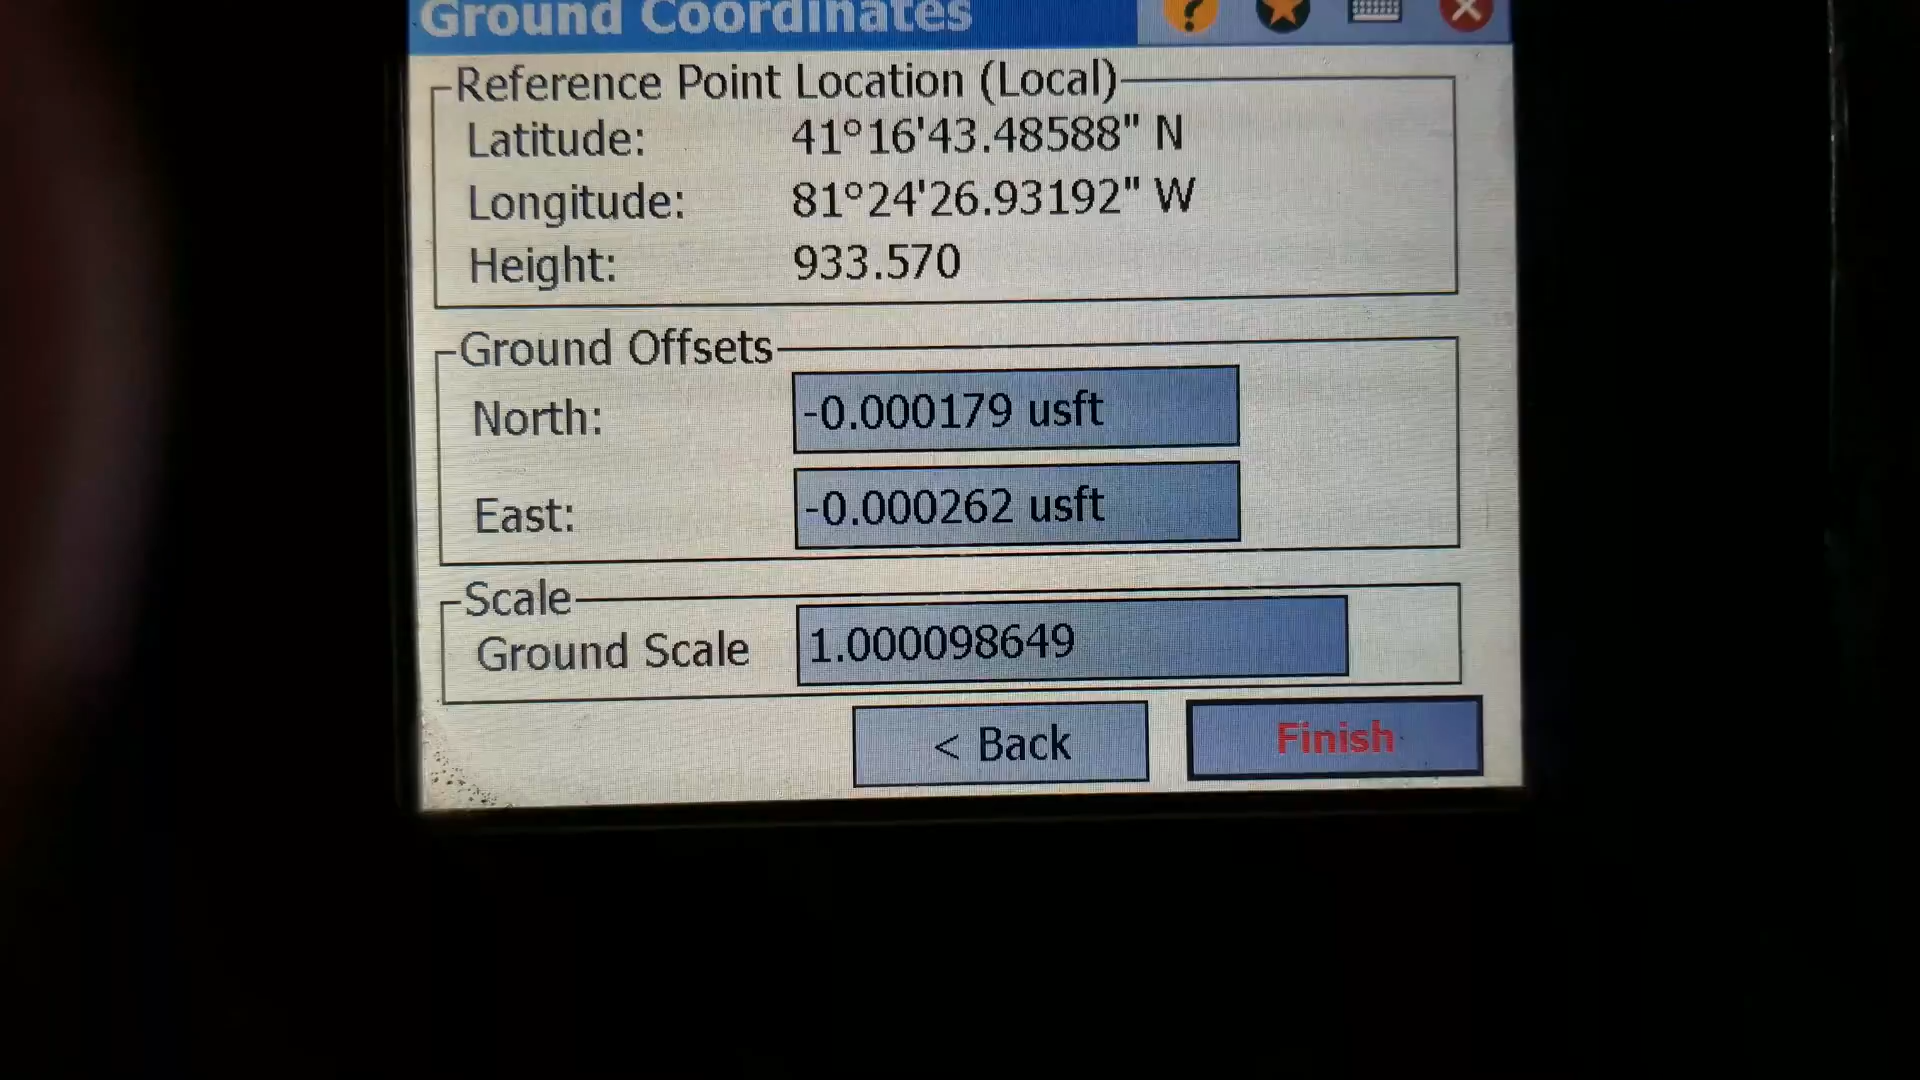 Ground Coordinates
Reference Point Location (Local)
Latitude: 41°16'43.48588" N
Longitude: 81°24'26.93192" W
Height: 933.570
Ground Offsets
North: -0.000179 usft
East: -0.000262 usft
Scale
Ground Scale 1.000098649
< Back Finish